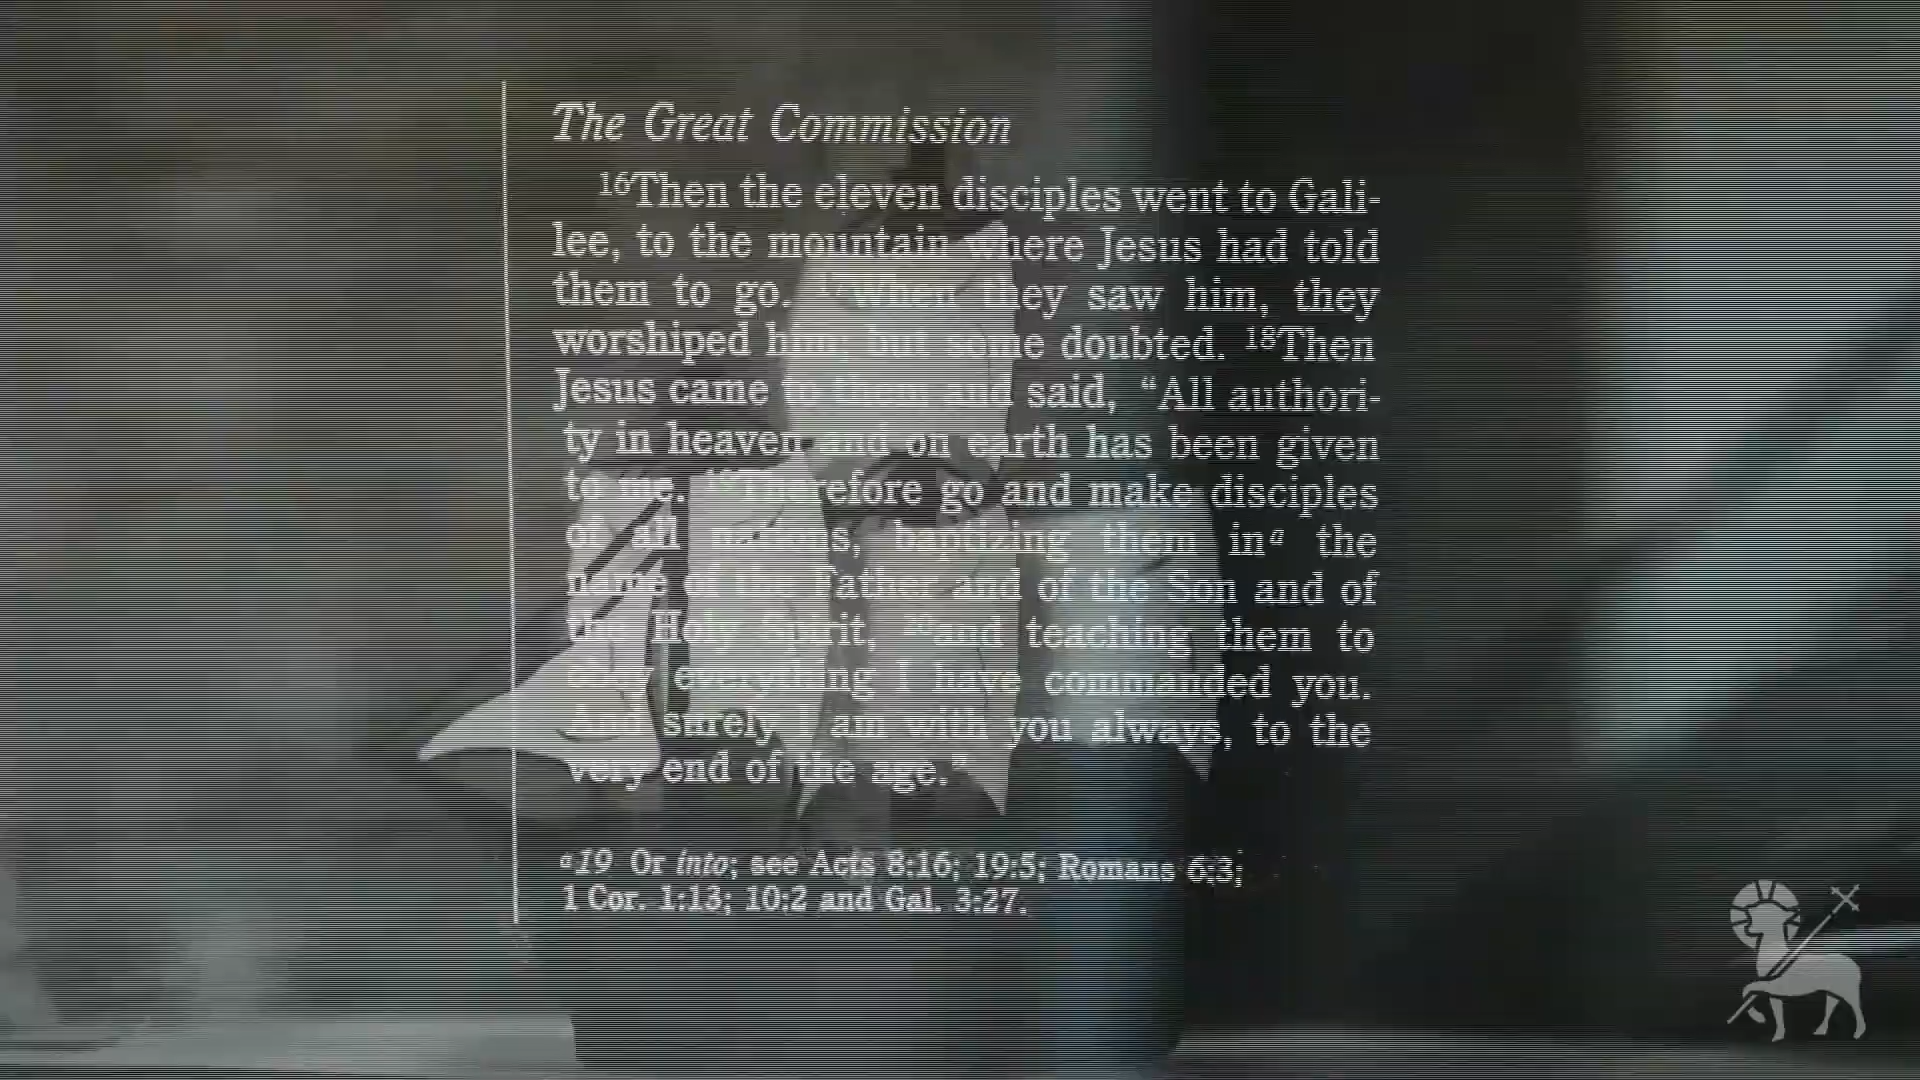 The Great Commission
16Then the eleven disciples went to Gali-
lee, to the mountain where Jesus had told
them to go. 17When they saw him, they
worshiped him; but some doubted. 18Then
Jesus came to them and said, “All authori-
ty in heaven and on earth has been given
to me. 19Therefore go and make disciples
of all nations, baptizing them ina the
name of the Father and of the Son and of
the Holy Spirit, 20and teaching them to
obey everything I have commanded you.
And surely I am with you always, to the
very end of the age.”
a19 Or into; see Acts 8:16; 19:5; Romans 6:3;
1 Cor. 1:13; 10:2 and Gal. 3:27.